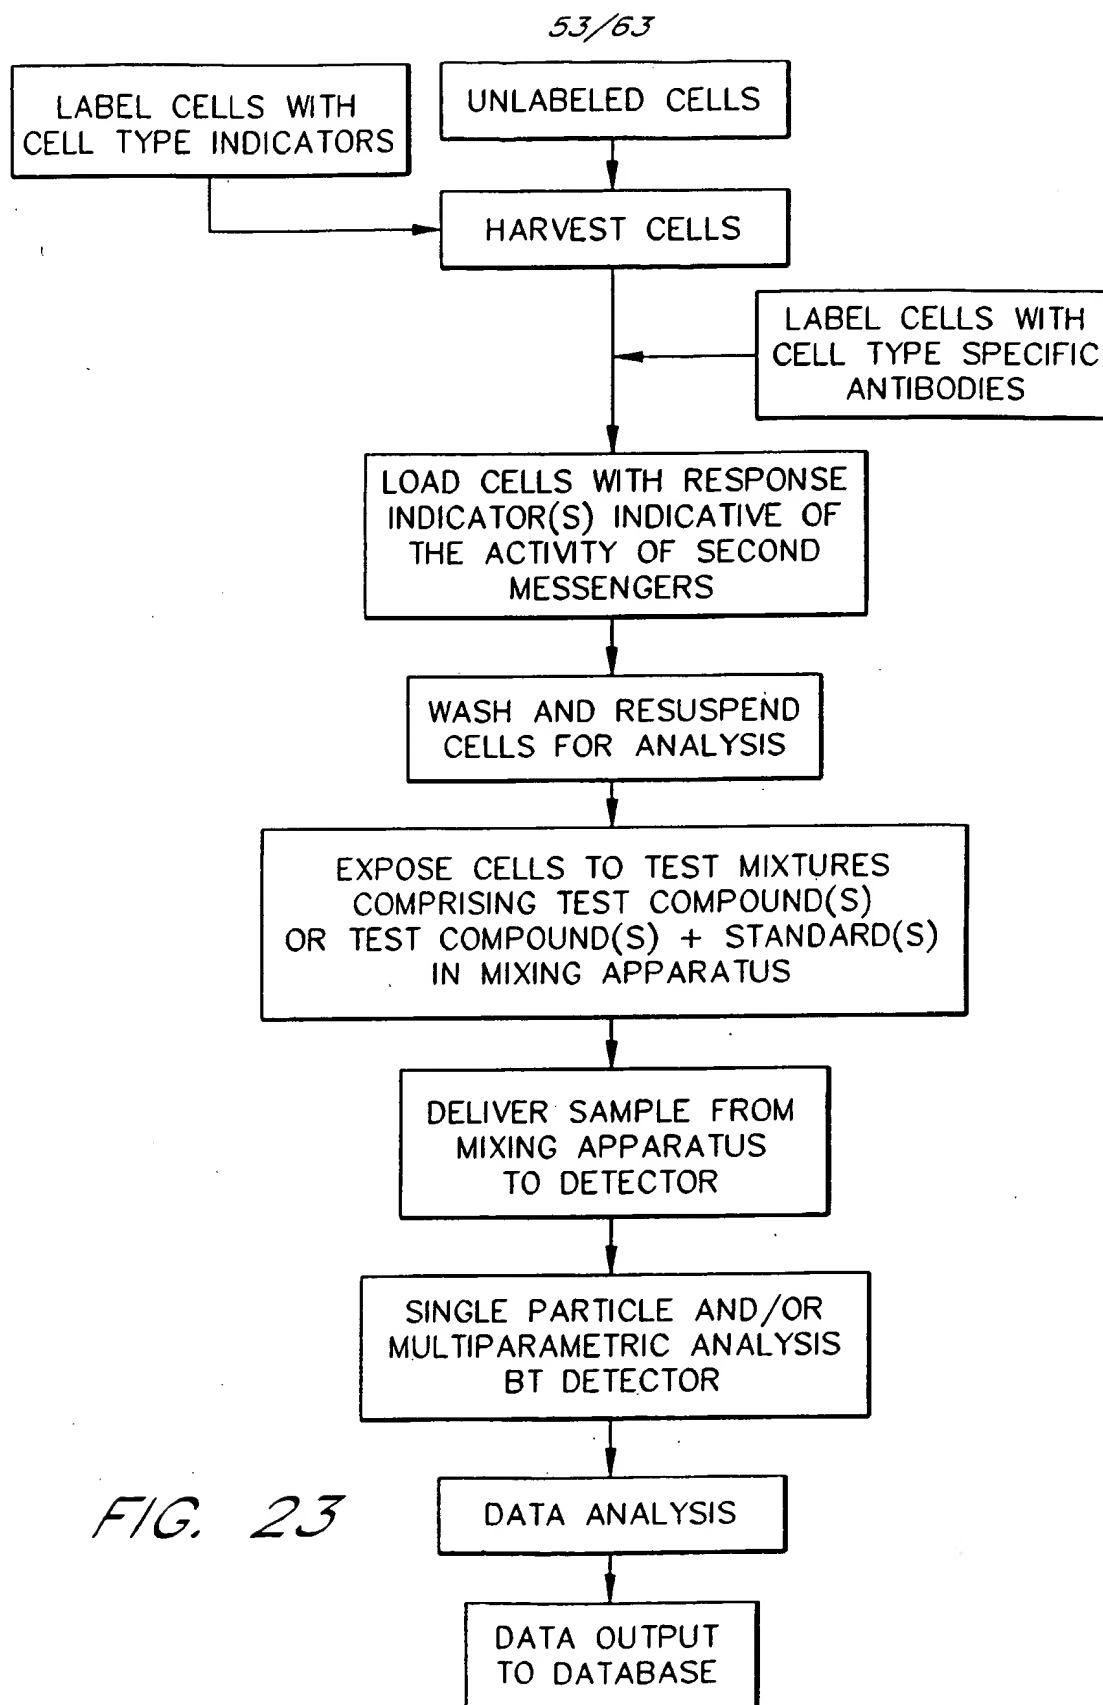 53/63
LABEL CELLS WITH
CELL TYPE INDICATORS
UNLABELED CELLS
HARVEST CELLS
LABEL CELLS WITH
CELL TYPE SPECIFIC
ANTIBODIES
LOAD CELLS WITH RESPONSE
INDICATOR(S) INDICATIVE OF
THE ACTIVITY OF SECOND
MESSENGERS
WASH AND RESUSPEND
CELLS FOR ANALYSIS
EXPOSE CELLS TO TEST MIXTURES
COMPRISING TEST COMPOUND(S)
OR TEST COMPOUND(S) + STANDARD(S)
IN MIXING APPARATUS
DELIVER SAMPLE FROM
MIXING APPARATUS
TO DETECTOR
SINGLE PARTICLE AND/OR
MULTIPARAMETRIC ANALYSIS
BT DETECTOR
DATA ANALYSIS
FIG. 23
DATA OUTPUT
TO DATABASE